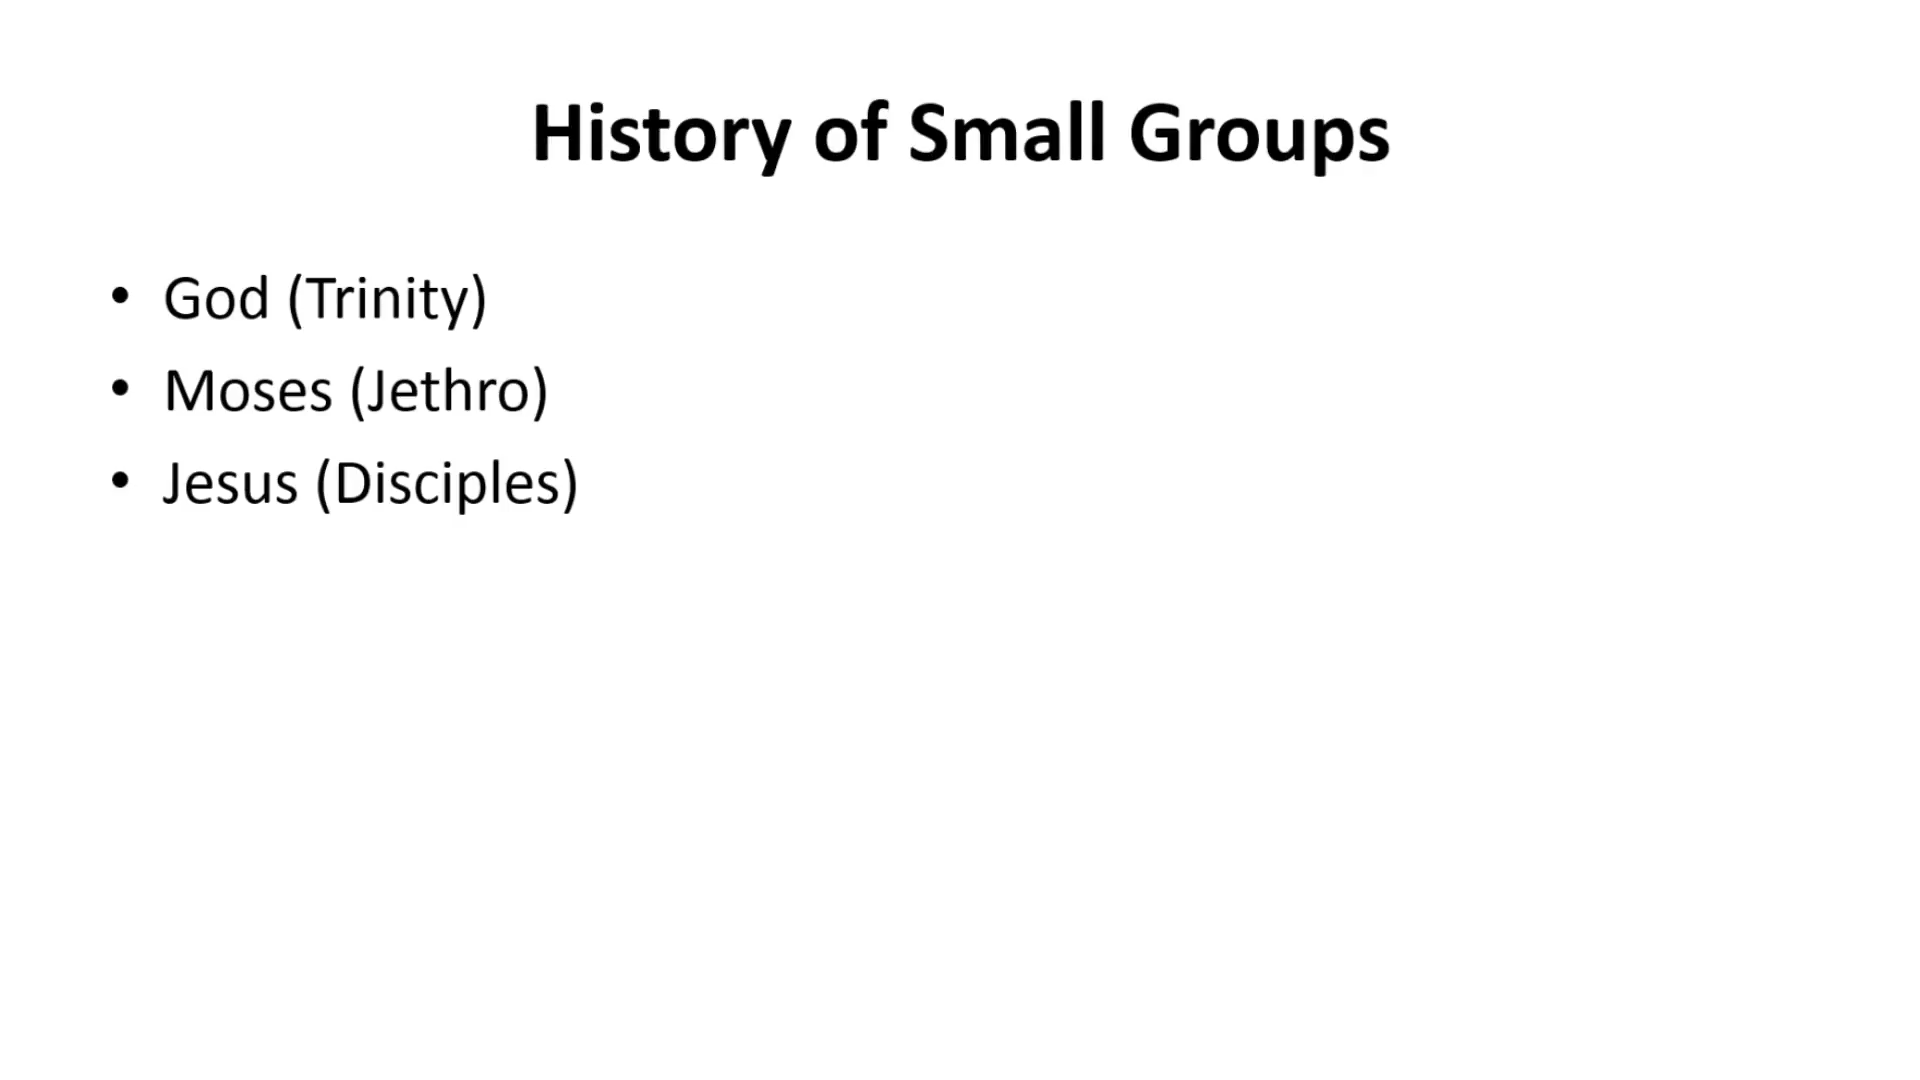 History of Small Groups
• God (Trinity)
• Moses (Jethro)
• Jesus (Disciples)